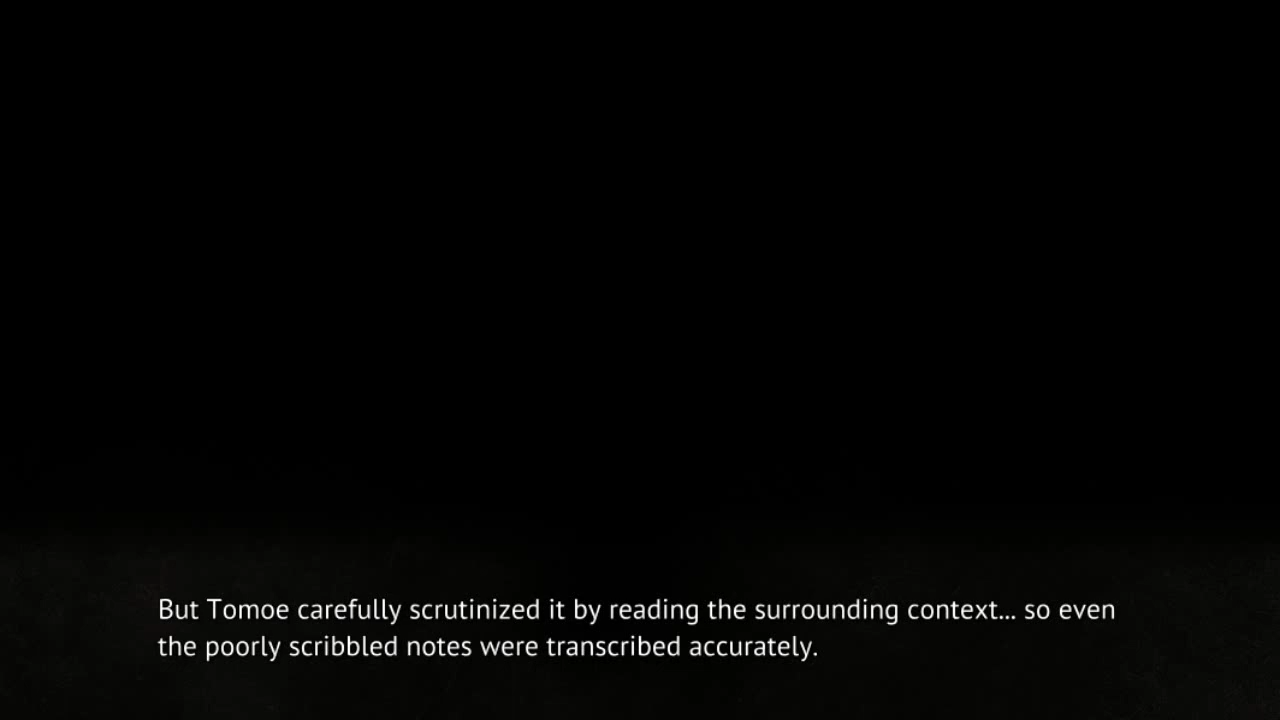 But Tomoe carefully scrutinized it by reading the surrounding context... so even
the poorly scribbled notes were transcribed accurately.